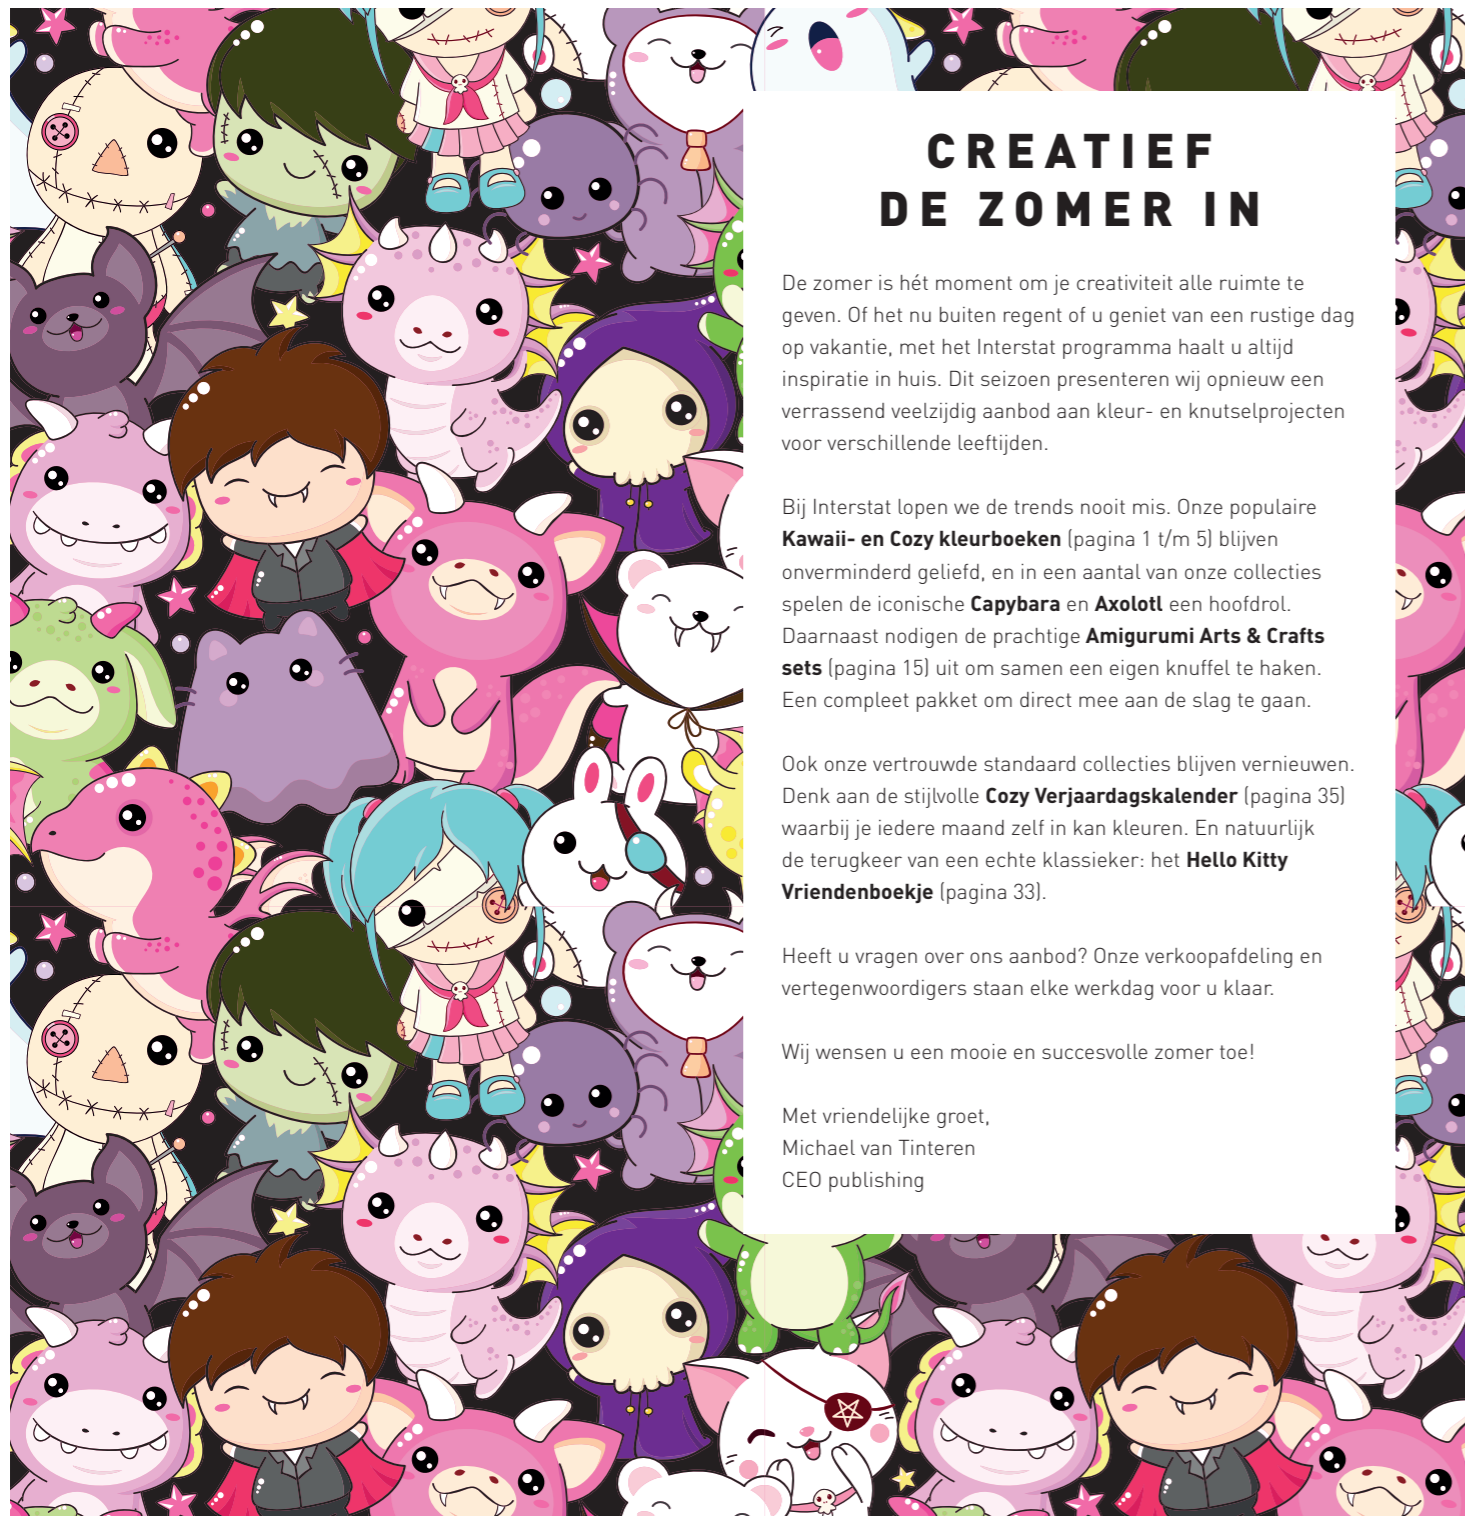 CREATIEF
DE ZOMER IN
De zomer is hét moment om je creativiteit alle ruimte te
geven. Of het nu buiten regent of u geniet van een rustige dag
op vakantie, met het Interstat programma haalt u altijd
inspiratie in huis. Dit seizoen presenteren wij opnieuw een
verrassend veelzijdig aanbod aan kleur- en knutselprojecten
voor verschillende leeftijden.
Bij Interstat lopen we de trends nooit mis. Onze populaire
Kawaii- en Cozy kleurboeken (pagina 1 t/m 5) blijven
onverminderd geliefd, en in een aantal van onze collecties
spelen de iconische Capybara en Axolotl een hoofdrol.
Daarnaast nodigen de prachtige Amigurumi Arts & Crafts
sets (pagina 15) uit om samen een eigen knuffel te haken.
Een compleet pakket om direct mee aan de slag te gaan.
Ook onze vertrouwde standaard collecties blijven vernieuwen.
Denk aan de stijlvolle Cozy Verjaardagskalender (pagina 35)
waarbij je iedere maand zelf in kan kleuren. En natuurlijk
de terugkeer van een echte klassieker: het Hello Kitty
Vriendenboekje (pagina 33).
Heeft u vragen over ons aanbod? Onze verkoopafdeling en
vertegenwoordigers staan elke werkdag voor u klaar.
Wij wensen u een mooie en succesvolle zomer toe!
Met vriendelijke groet,
Michael van Tinteren
CEO publishing